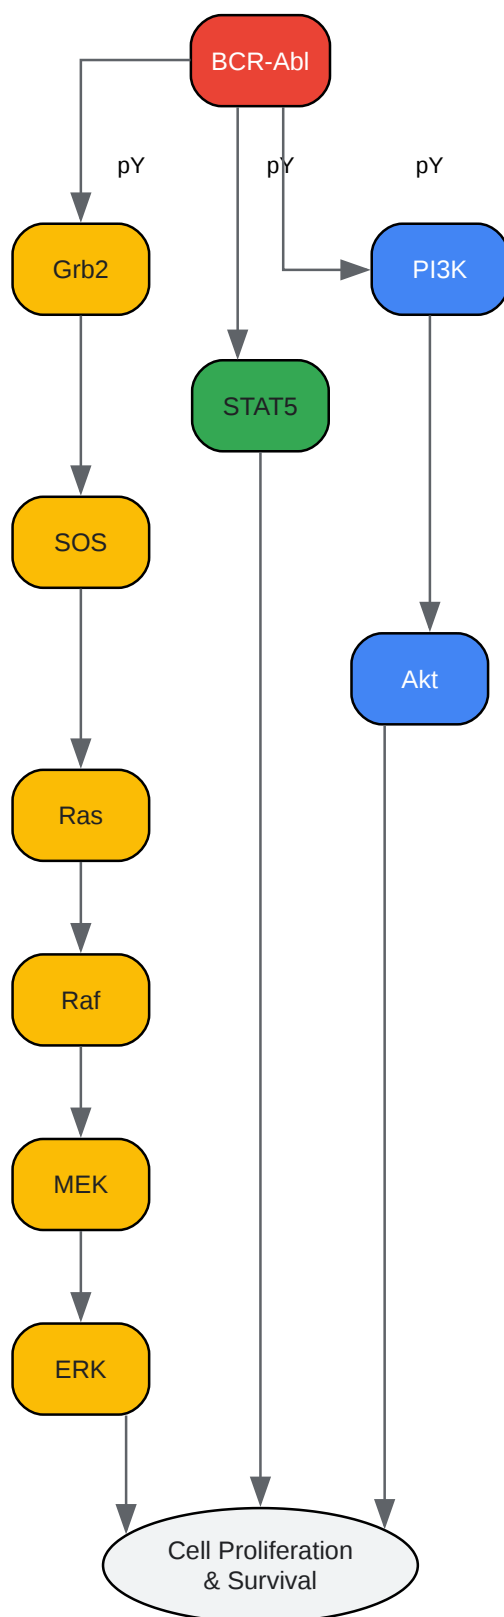 BCR-Abl
pY
pY
pY
Grb2
PI3K
STAT5
SOS
Akt
Ras
Raf
MEK
ERK
Cell Proliferation
& Survival